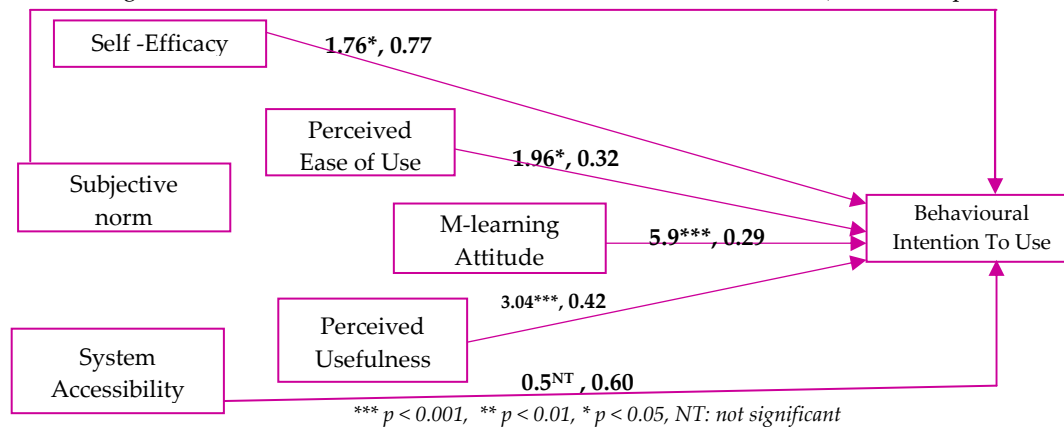 Self -Efficacy
1.76*, 0.77
Perceived
Ease of Use
1.96*, 0.32
Subjective
norm
M-learning
Attitude
5.9***, 0.29
Behavioural
Intention To Use
3.04***, 0.42
Perceived
Usefulness
System
Accessibility
0.5ᴺᵀ , 0.60
*** p < 0.001,  ** p < 0.01, * p < 0.05, NT: not significant